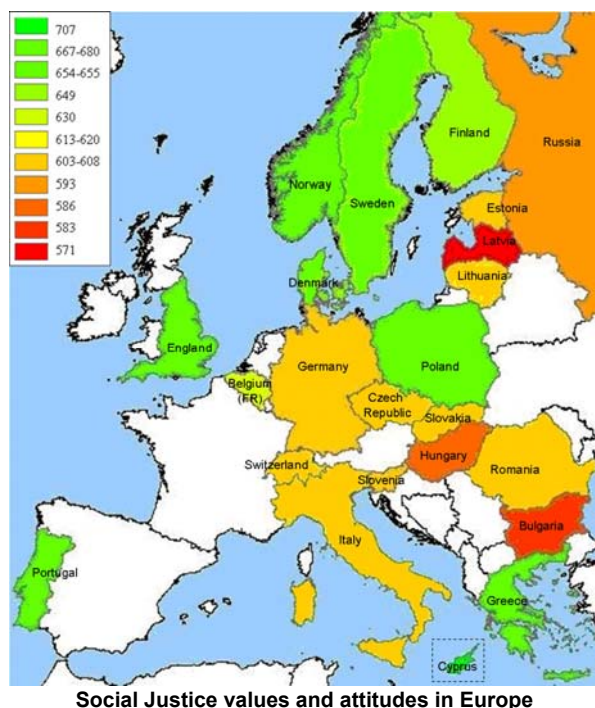 707
667-680
654-655
649
630
613-620
603-608
593
586
583
571
Finland
Russia
Norway
Sweden
Estonia
Latvia
Lithuania
Denmark
England
Germany
Poland
Belgium
(FR)
Czech
Republic
Slovakia
Hungary
Switzerland
Slovenia
Romania
Italy
Bulgaria
Portugal
Greece
Cyprus
Social Justice values and attitudes in Europe